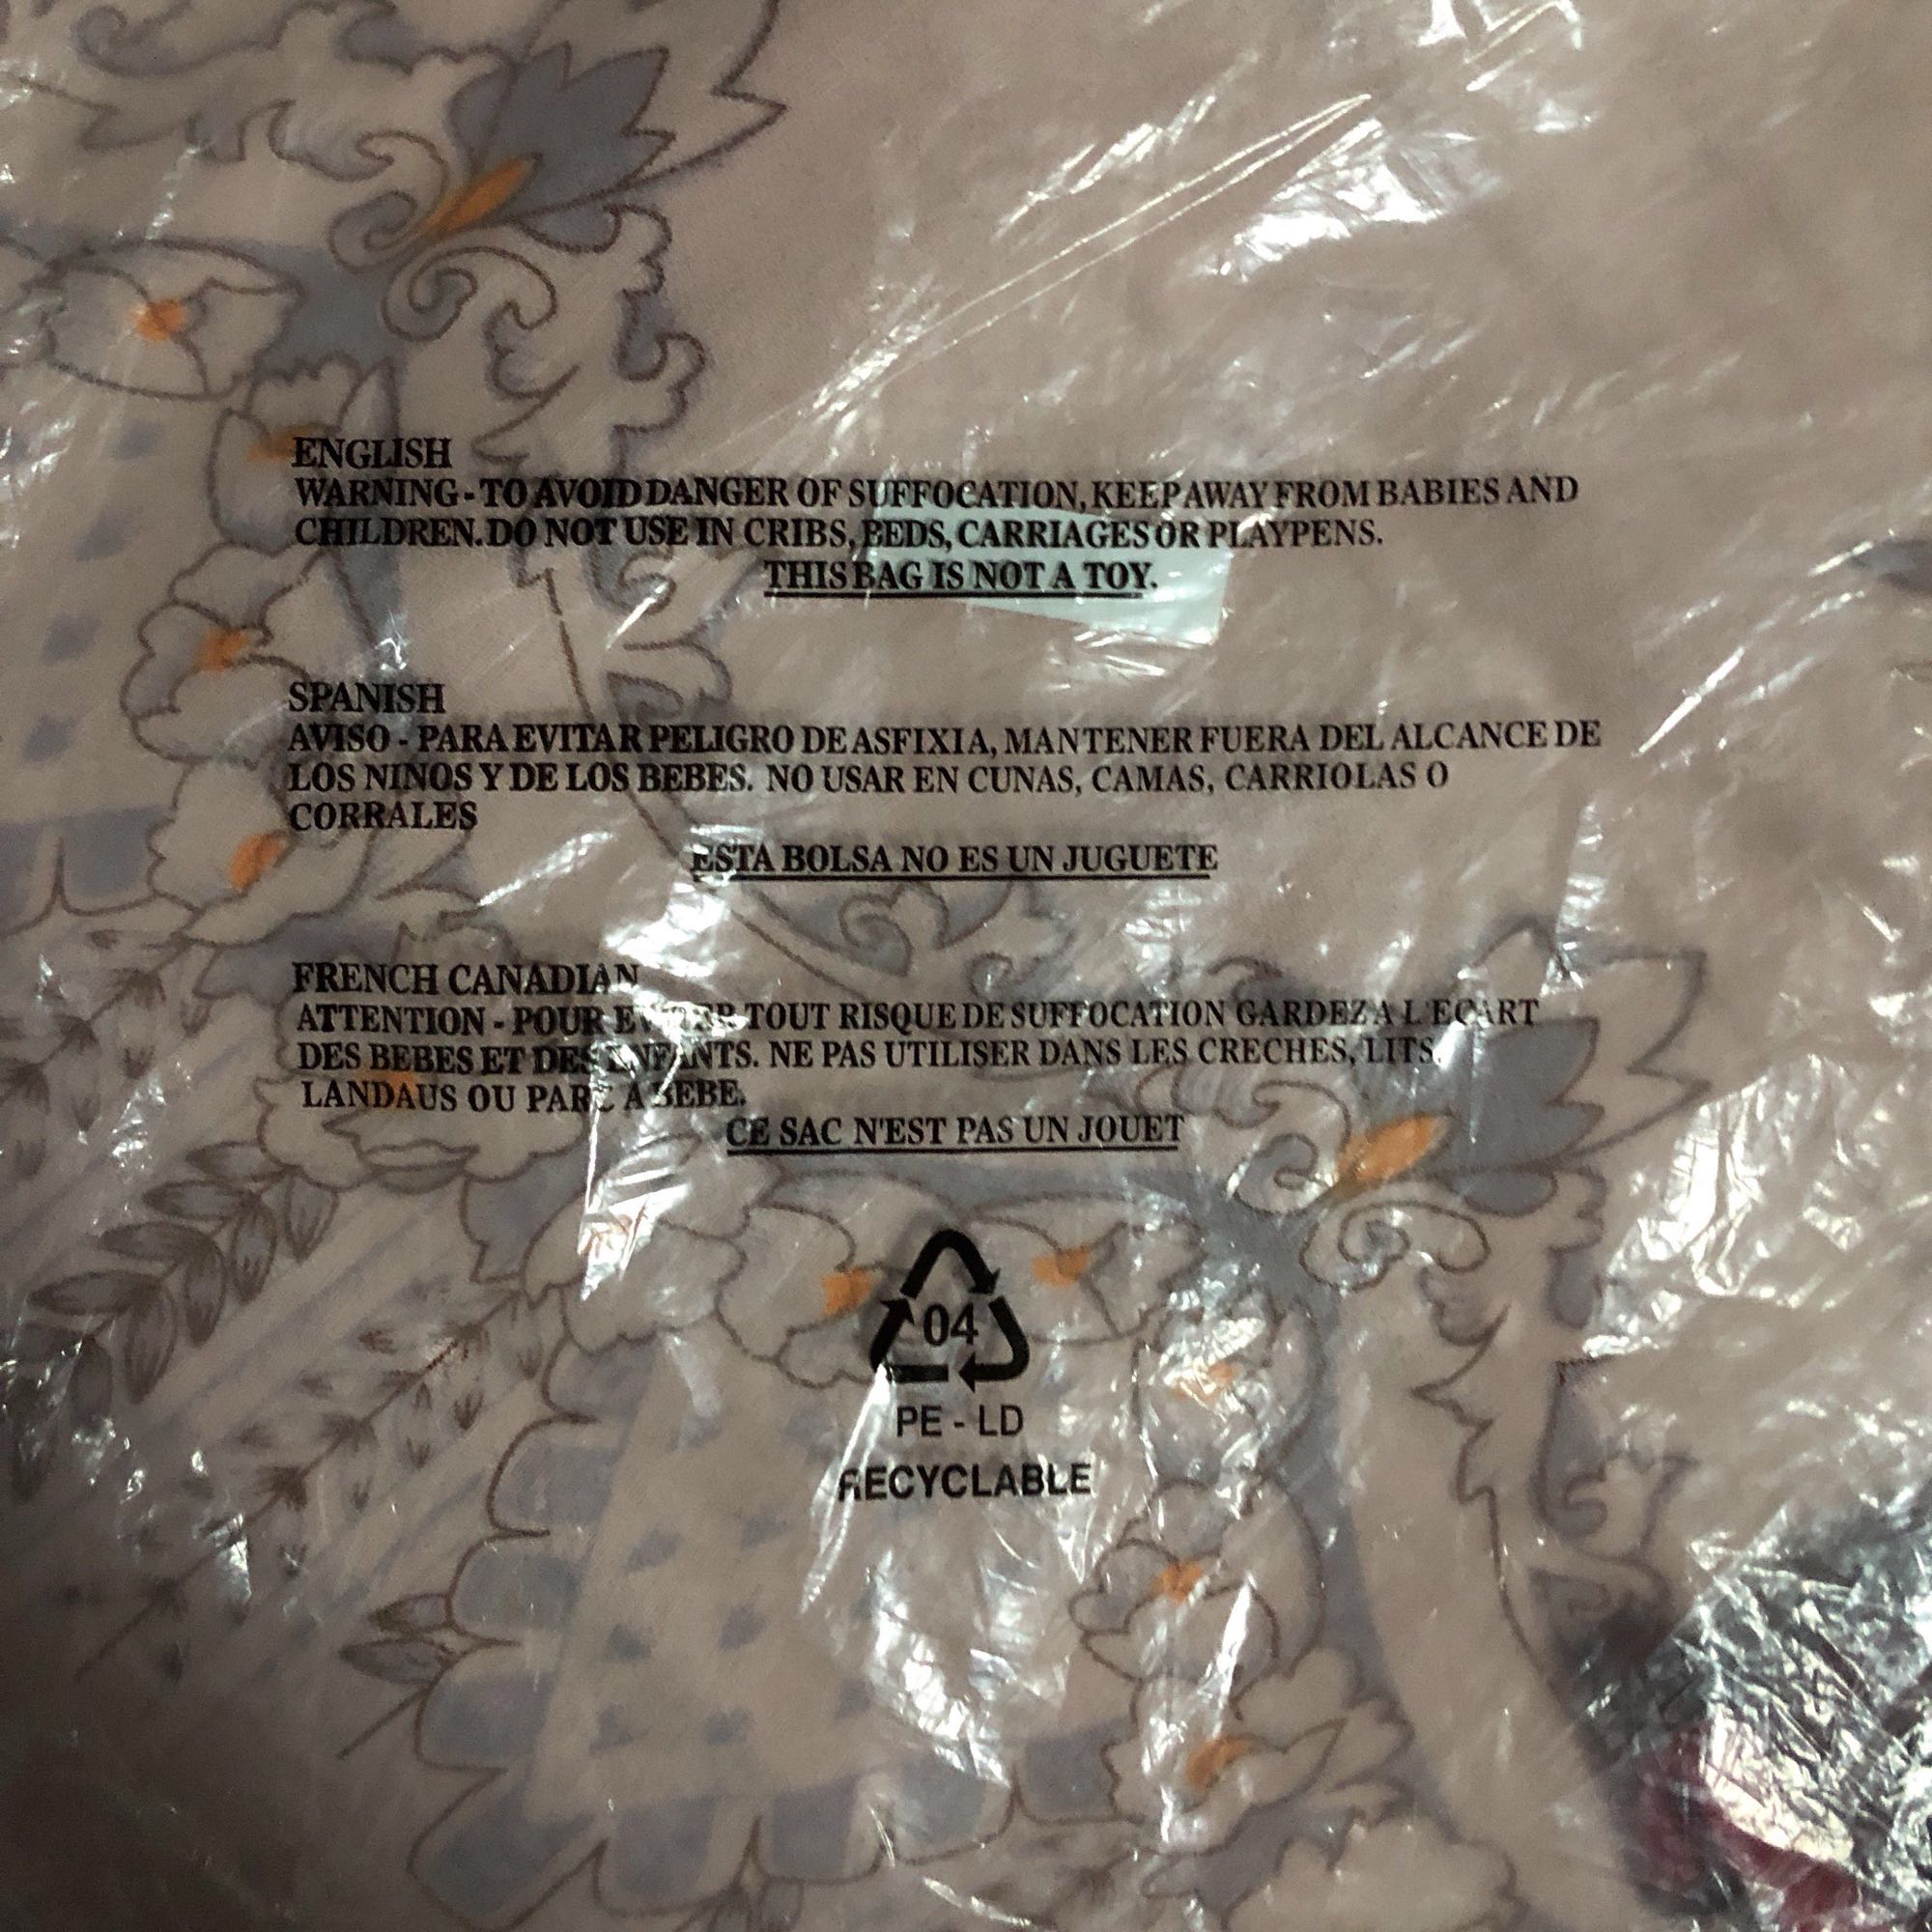 ENGLISH
WARNING - TO AVOID DANGER OF SUFFOCATION, KEEP AWAY FROM BABIES AND
CHILDREN. DO NOT USE IN CRIBS, BEDS, CARRIAGES OR PLAYPENS.
THIS BAG IS NOT A TOY.
SPANISH
AVISO - PARA EVITAR PELIGRO DE ASFIXIA, MANTENER FUERA DEL ALCANCE DE
LOS NINOS Y DE LOS BEBES. NO USAR EN CUNAS, CAMAS, CARRIOLAS O
CORRALES
ESTA BOLSA NO ES UN JUGUETE
FRENCH CANADIAN
ATTENTION - POUR EVITER TOUT RISQUE DE SUFFOCATION GARDEZ A L'ECART
DES BEBES ET DES ENFANTS. NE PAS UTILISER DANS LES CRECHES, LITS,
LANDAUS OU PARC A BEBE.
CE SAC N'EST PAS UN JOUET
04
PE - LD
RECYCLABLE